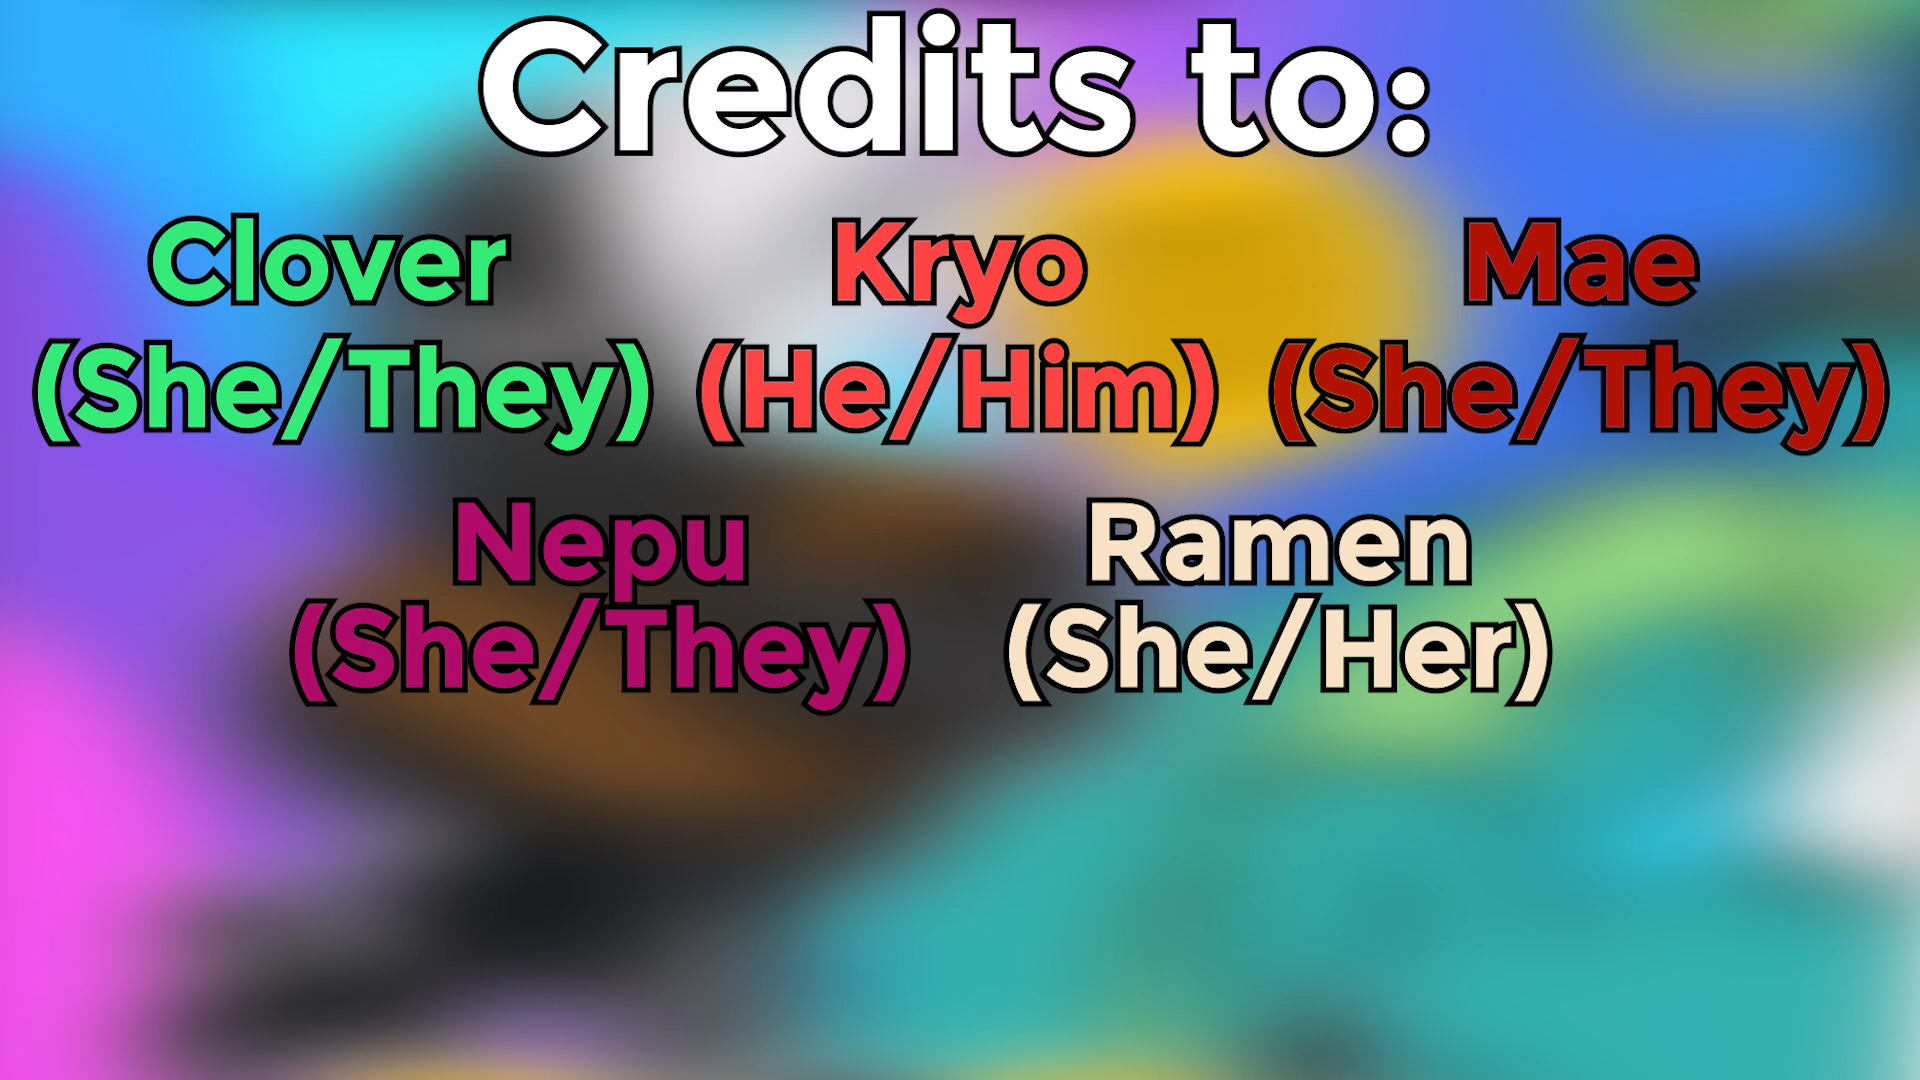 Credits to:
Clover Kryo Mae
(She/They) (He/Him) (She/They)
Nepu Ramen
(She/They) (She/Her)